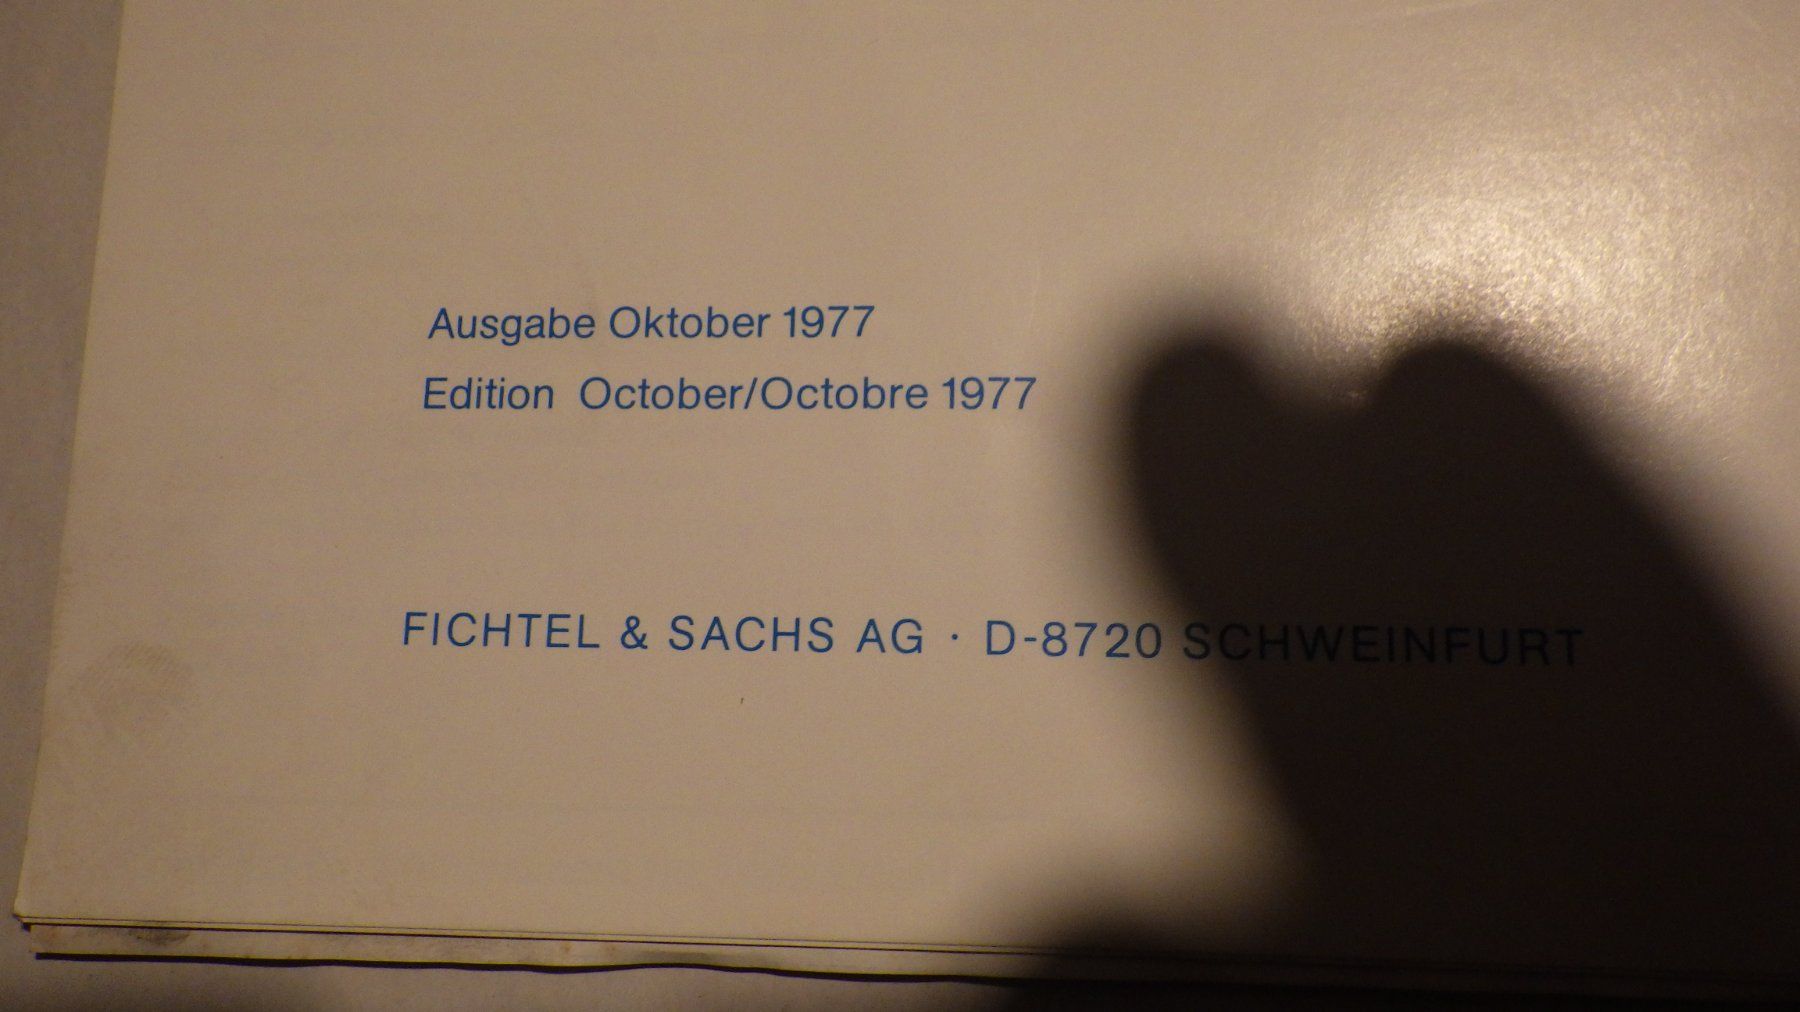 Ausgabe Oktober 1977
Edition October/Octobre 1977
FICHTEL & SACHS AG · D-8720 SCHWEINFURT